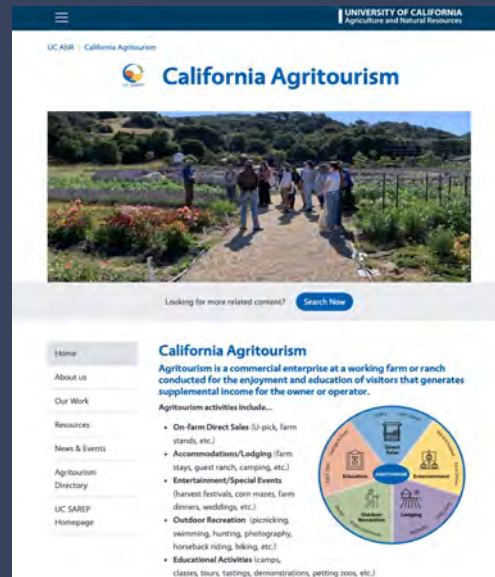 UNIVERSITY OF CALIFORNIA
Agriculture and Natural Resources
UC ANR | California Agritourism
UC SAREP
California Agritourism
Looking for more related content?
Search Now
Home
About us
Our Work
Resources
News & Events
Agritourism
Directory
UC SAREP
Homepage
California Agritourism
Agritourism is a commercial enterprise at a working farm or ranch
conducted for the enjoyment and education of visitors that generates
supplemental income for the owner or operator.
Agritourism activities include...
• On-farm Direct Sales (U-pick, farm
stands, etc.)
• Accommodations/Lodging (farm
stays, guest ranch, camping, etc.)
• Entertainment/Special Events
(harvest festivals, corn mazes, farm
dinners, weddings, etc.)
• Outdoor Recreation (picnicking,
swimming, hunting, photography,
horseback riding, biking, etc.)
• Educational Activities (camps,
classes, tours, tastings, demonstrations, petting zoos, etc.)
Direct
Sales
Education
AGRITOURISM
Entertainment
Outdoor
Recreation
Lodging